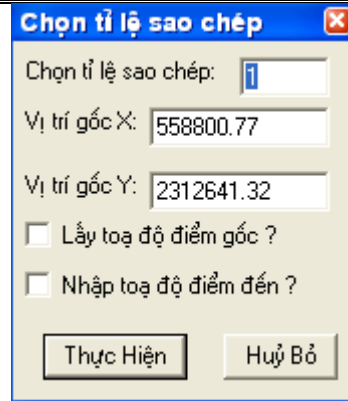 Chọn tỉ lệ sao chép
Chọn tỉ lệ sao chép: 1
Vị trí gốc X: 558800.77
Vị trí gốc Y: 2312641.32
Lấy toạ độ điểm gốc ?
Nhập toạ độ điểm đến ?
Thực Hiện Huỷ Bỏ